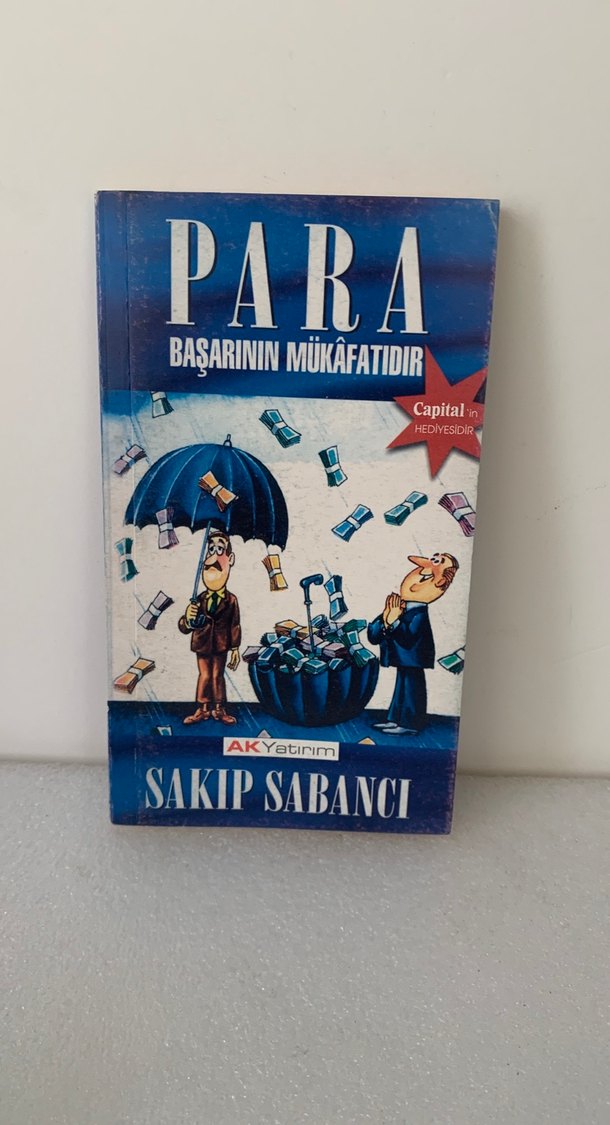 PARA
BAŞARININ MÜKÂFATIDIR
Capital'in
HEDİYESİDİR
AKYatırım
SAKIP SABANCI